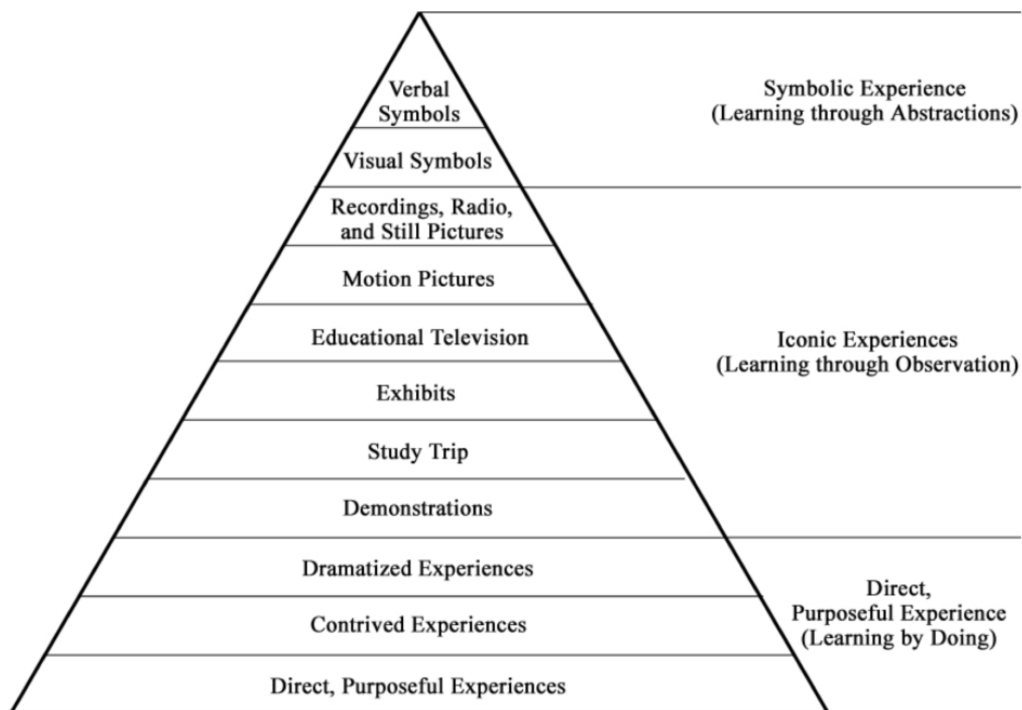 Verbal
Symbols
Visual Symbols
Recordings, Radio,
and Still Pictures
Motion Pictures
Educational Television
Exhibits
Study Trip
Demonstrations
Dramatized Experiences
Contrived Experiences
Direct, Purposeful Experiences
Symbolic Experience
(Learning through Abstractions)
Iconic Experiences
(Learning through Observation)
Direct,
Purposeful Experience
(Learning by Doing)